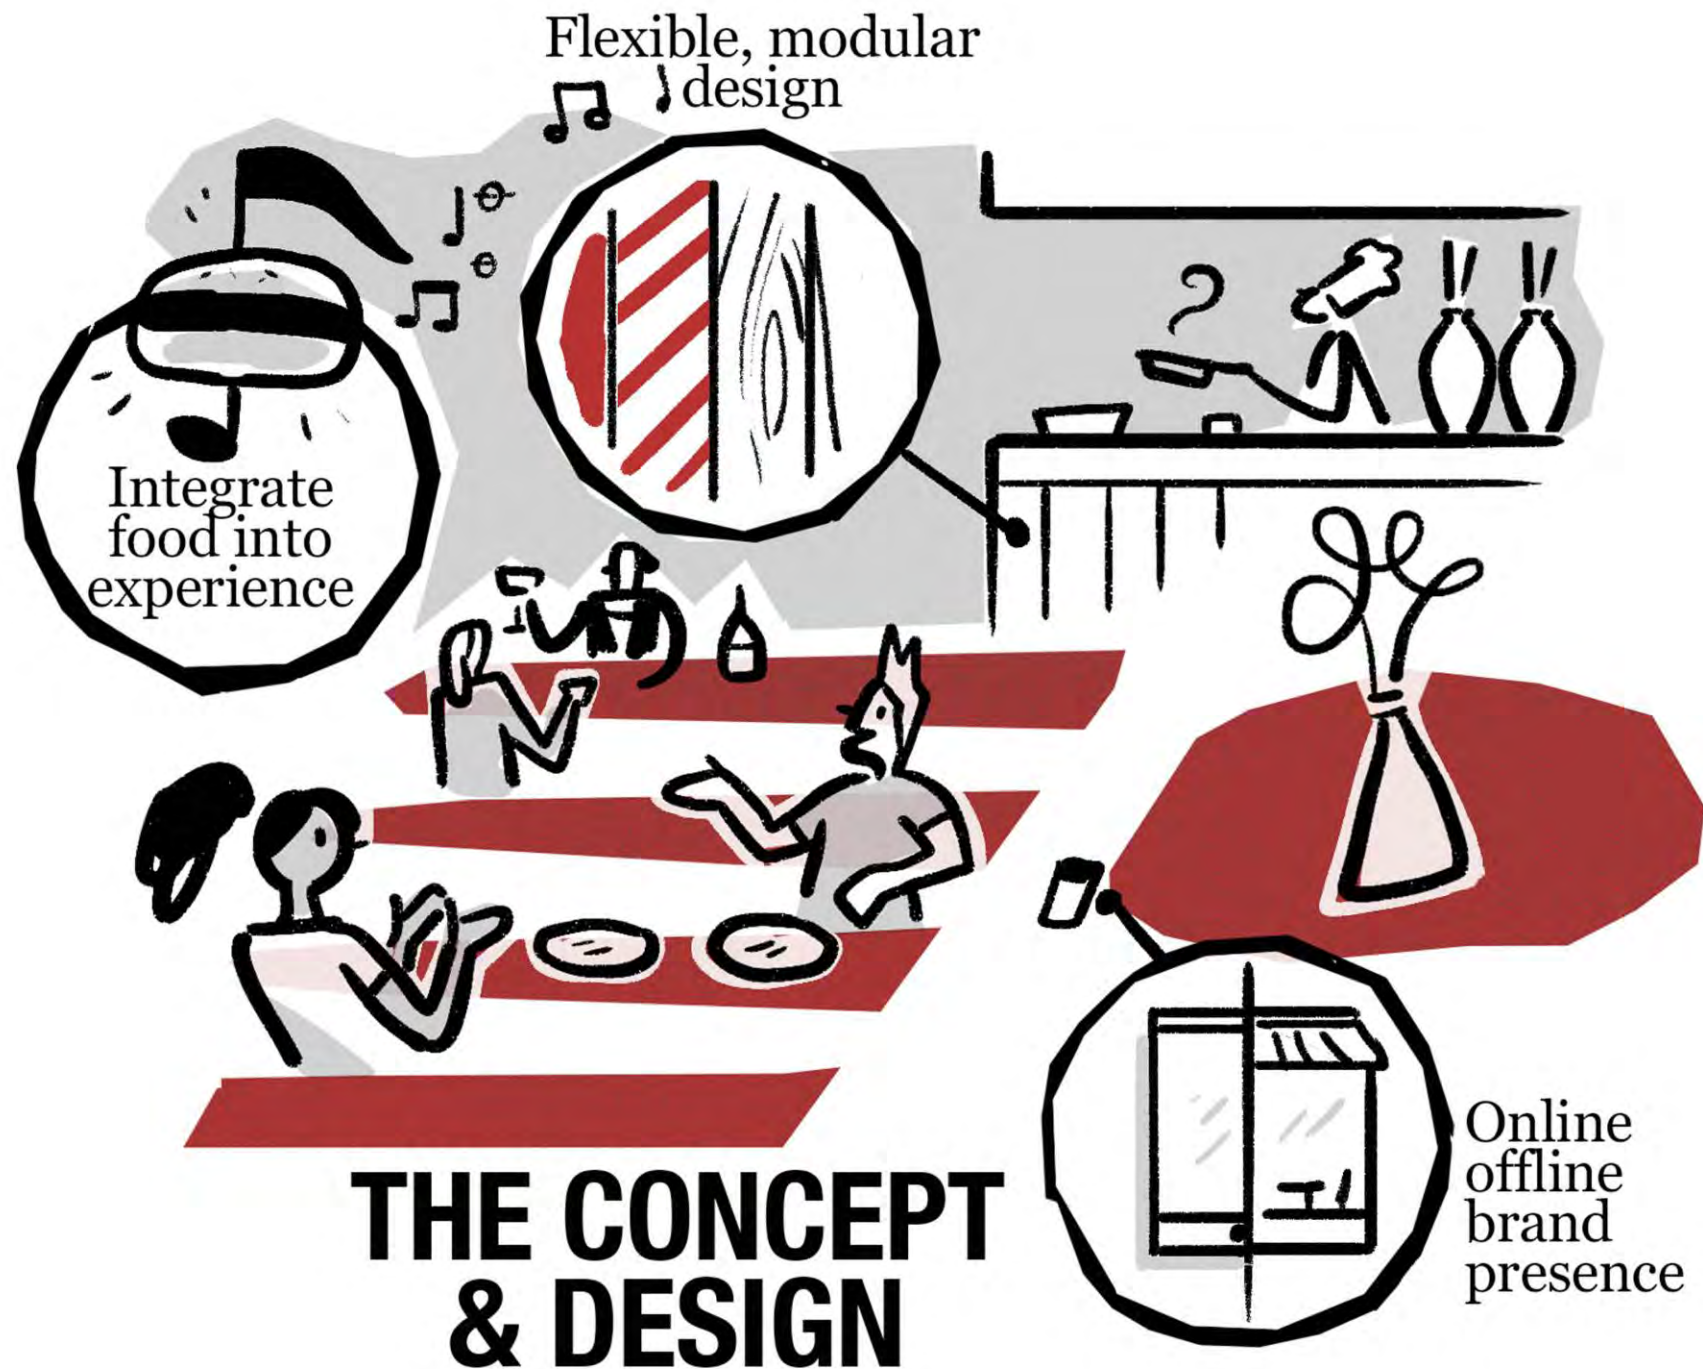 Flexible, modular
design
Integrate
food into
experience
Online
offline
brand
presence
THE CONCEPT
& DESIGN